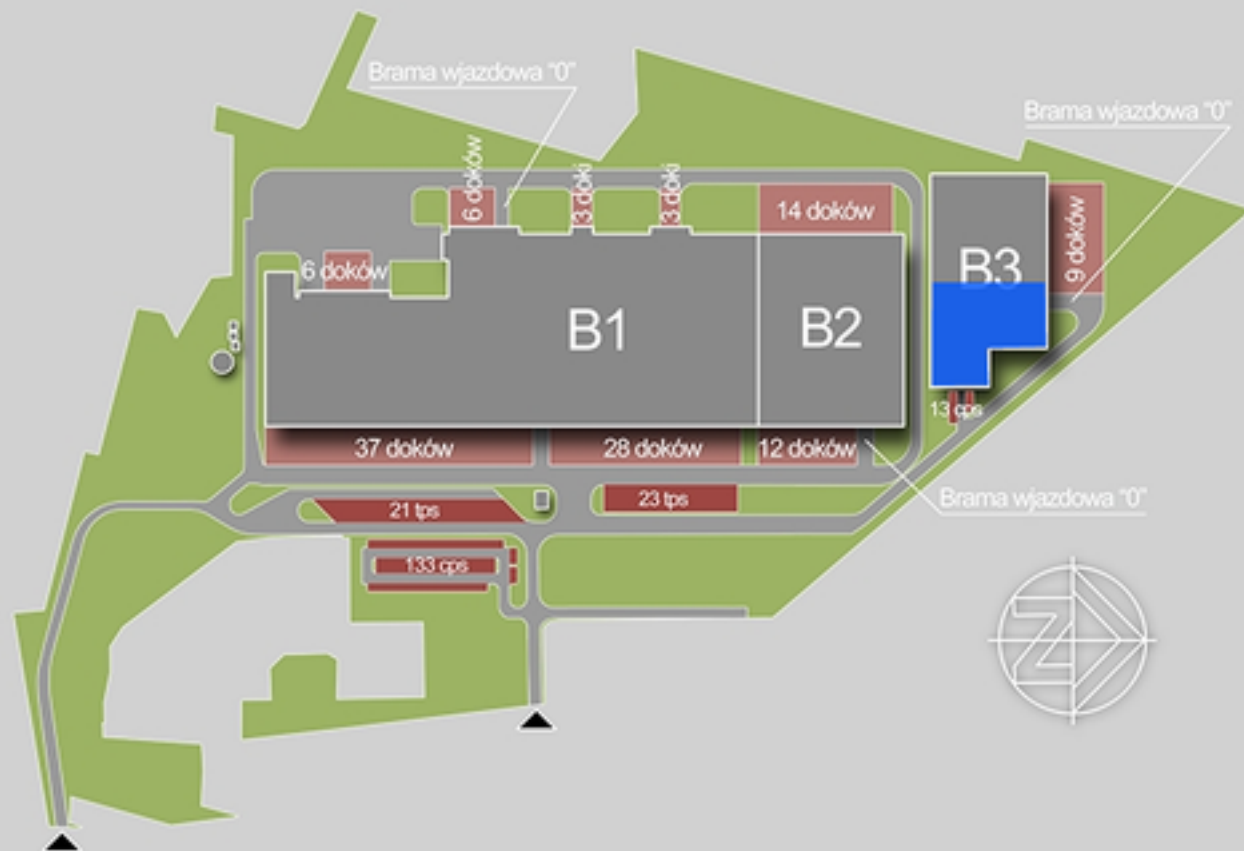 Brama wjazdowa "0"
Brama wjazdowa "0"
6 doków
3 doki
3 doki
14 doków
9 doków
6 doków
B1
B2
B3
13 cps
37 doków
28 doków
12 doków
21 tps
23 tps
Brama wjazdowa "0"
133 cps
N